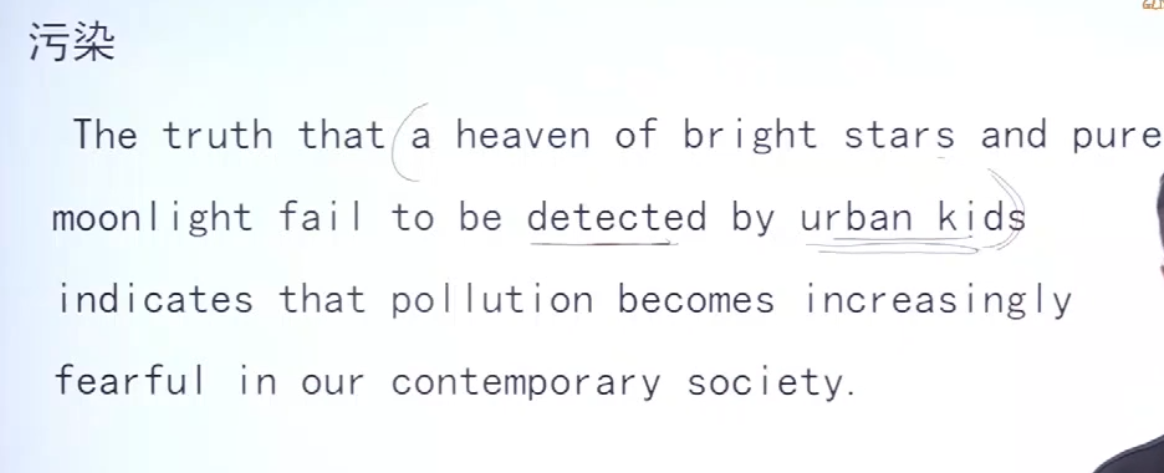 污染
The truth that a heaven of bright stars and pure
moonlight fail to be detected by urban kids
indicates that pollution becomes increasingly
fearful in our contemporary society.